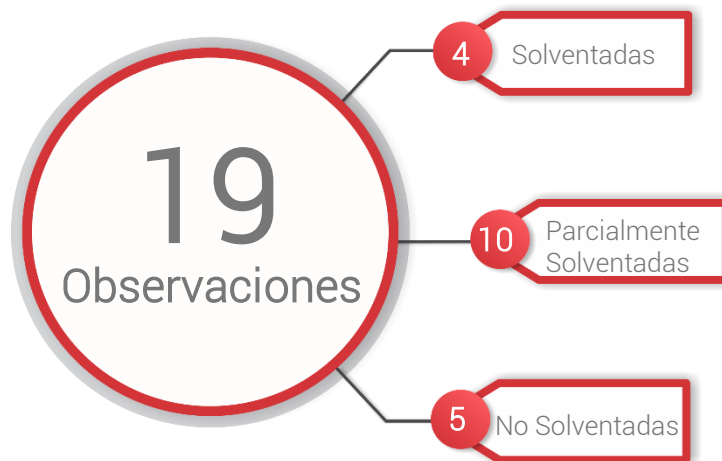 19
Observaciones
4
Solventadas
10
Parcialmente
Solventadas
5
No Solventadas